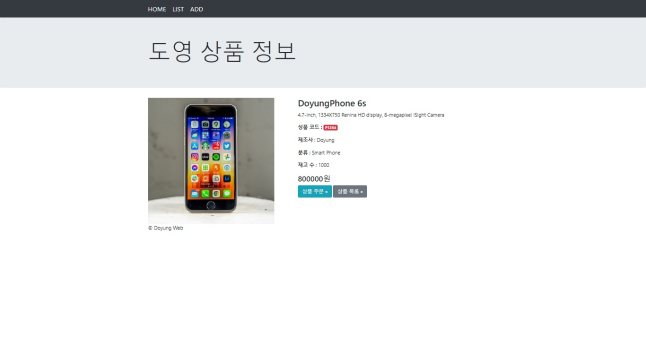 HOME LIST ADD
도영 상품 정보
DoyungPhone 6s
4.7-inch, 1334X750 Renina HD display, 8-megapixel iSight Camera
상품 코드 : P1234
제조사 : Doyung
분류 : Smart Phone
재고 수 : 1000
800000원
상품 주문 » 상품 목록 »
© Doyung Web